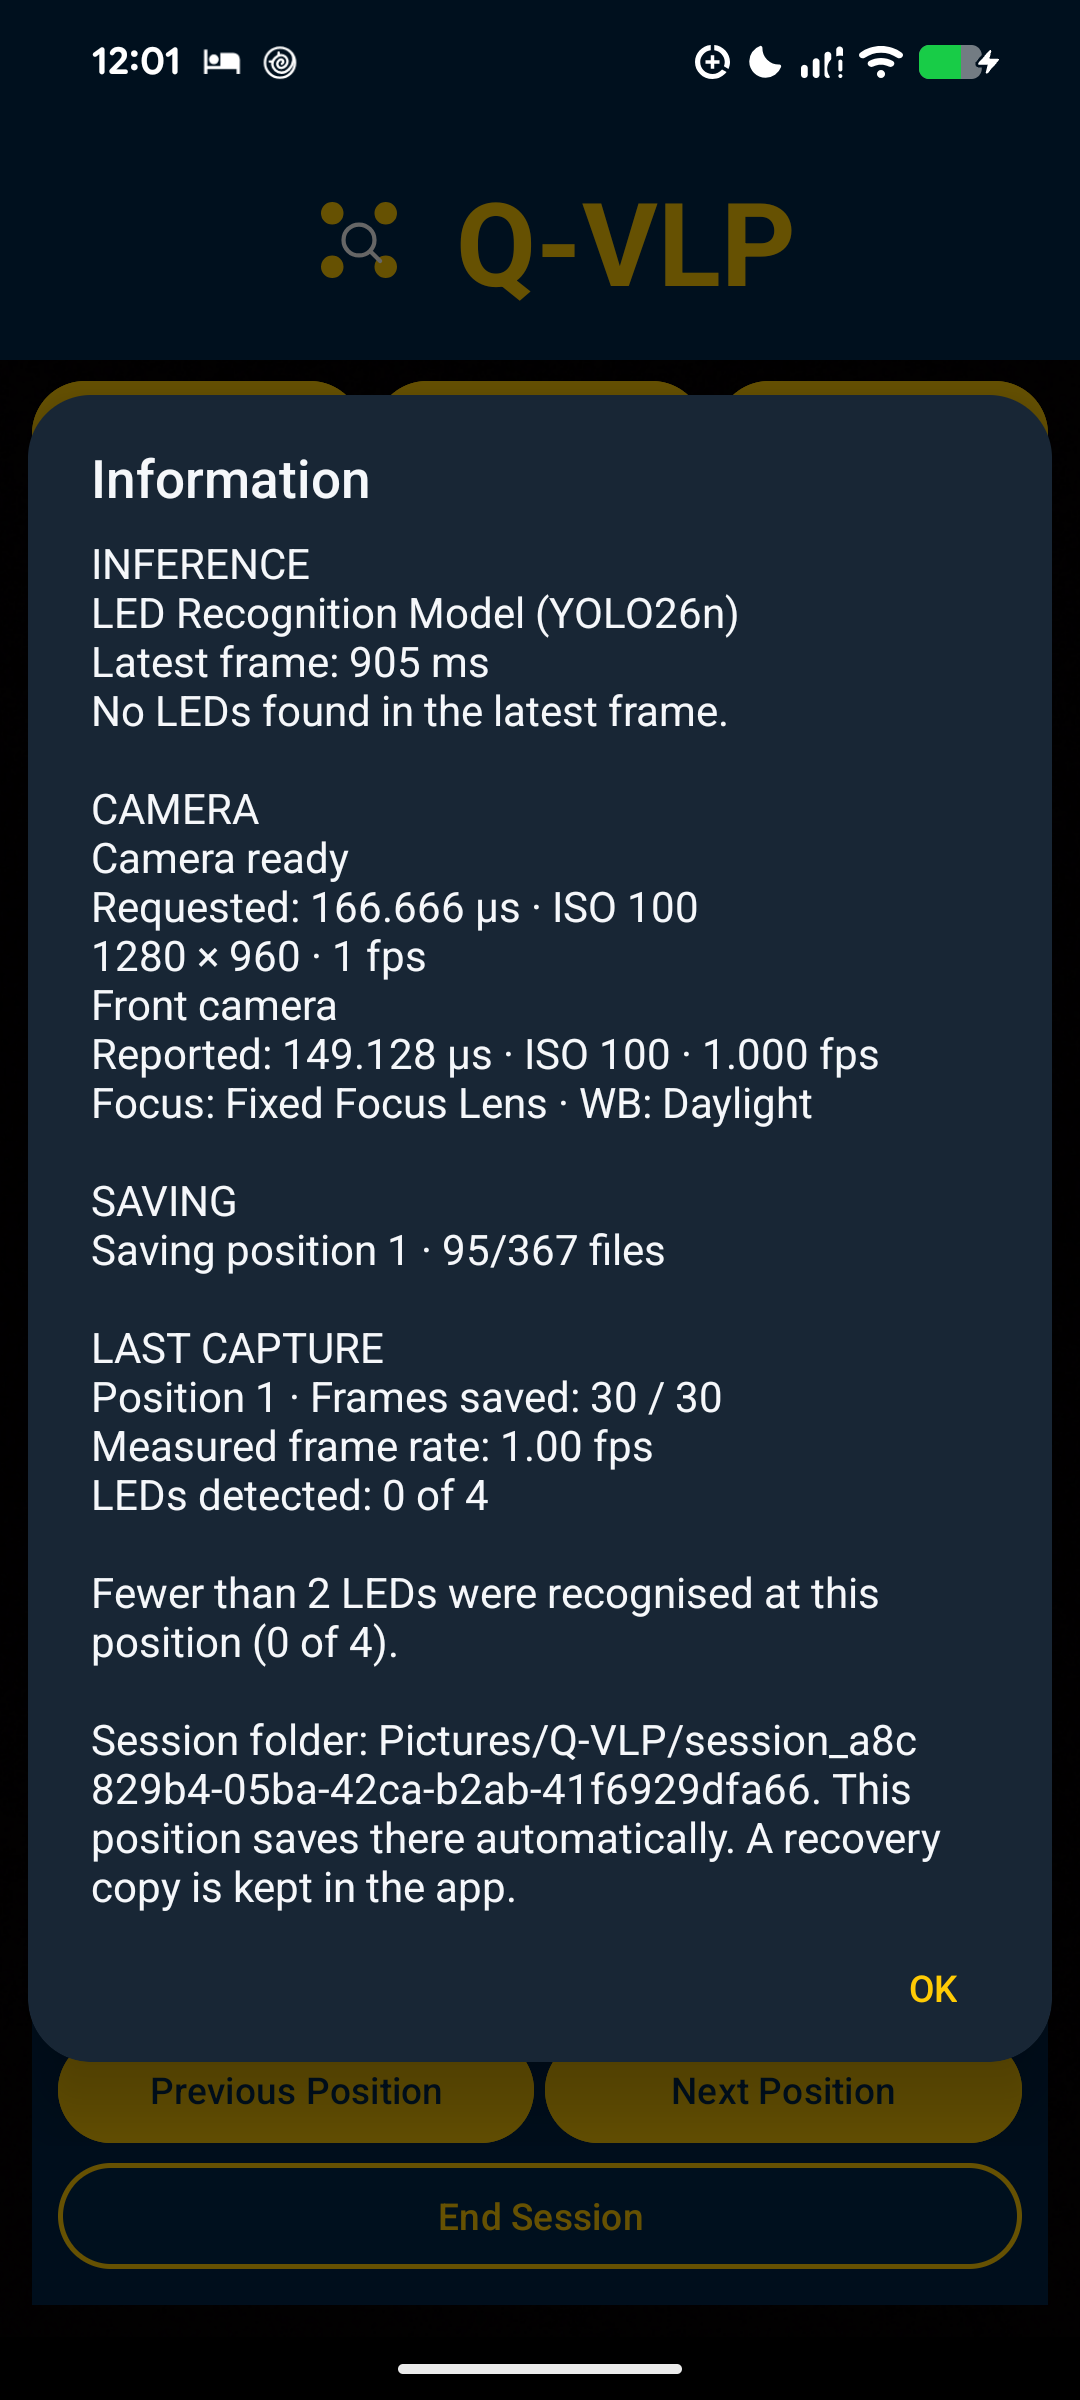 12:01
Q-VLP
Information
INFERENCE
LED Recognition Model (YOLO26n)
Latest frame: 905 ms
No LEDs found in the latest frame.
CAMERA
Camera ready
Requested: 166.666 µs · ISO 100
1280 × 960 · 1 fps
Front camera
Reported: 149.128 µs · ISO 100 · 1.000 fps
Focus: Fixed Focus Lens · WB: Daylight
SAVING
Saving position 1 · 95/367 files
LAST CAPTURE
Position 1 · Frames saved: 30 / 30
Measured frame rate: 1.00 fps
LEDs detected: 0 of 4
Fewer than 2 LEDs were recognised at this
position (0 of 4).
Session folder: Pictures/Q-VLP/session_a8c
829b4-05ba-42ca-b2ab-41f6929dfa66. This
position saves there automatically. A recovery
copy is kept in the app.
OK
Previous Position
Next Position
End Session